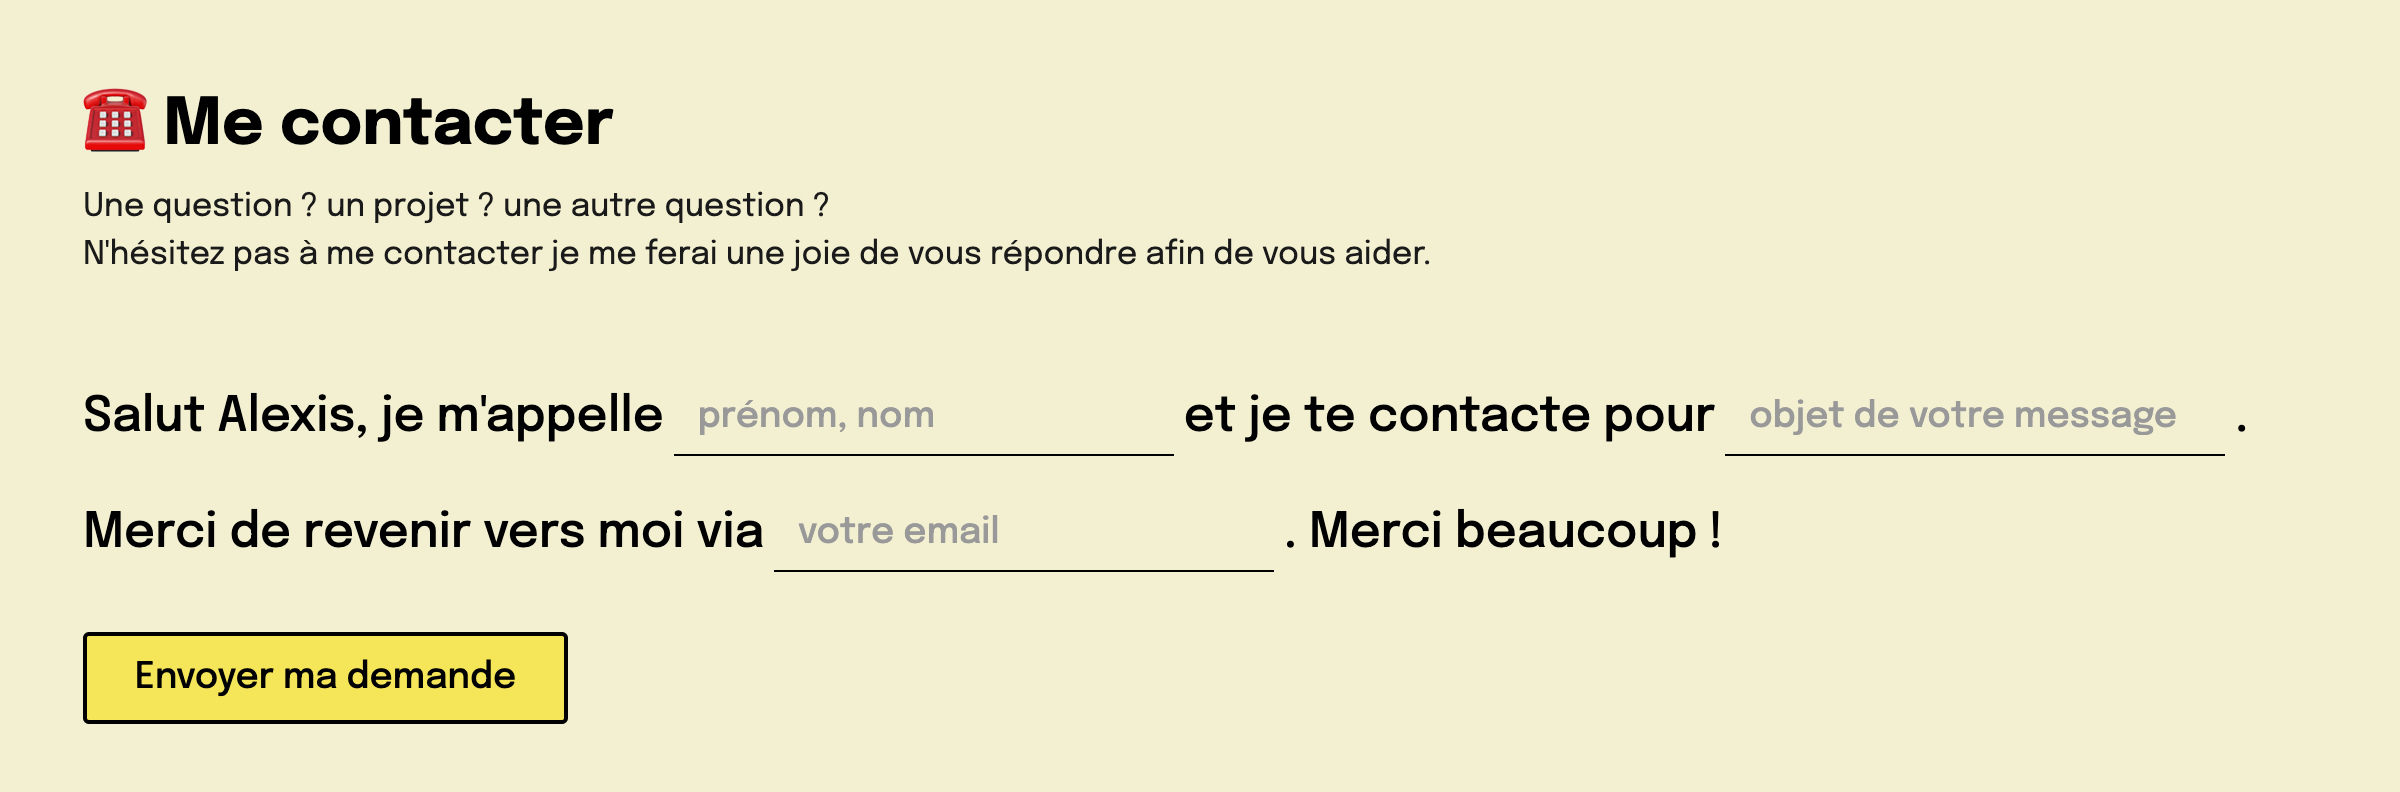 ☎️ Me contacter
Une question ? un projet ? une autre question ?
N'hésitez pas à me contacter je me ferai une joie de vous répondre afin de vous aider.
Salut Alexis, je m'appelle prénom, nom et je te contacte pour objet de votre message .
Merci de revenir vers moi via votre email . Merci beaucoup !
Envoyer ma demande